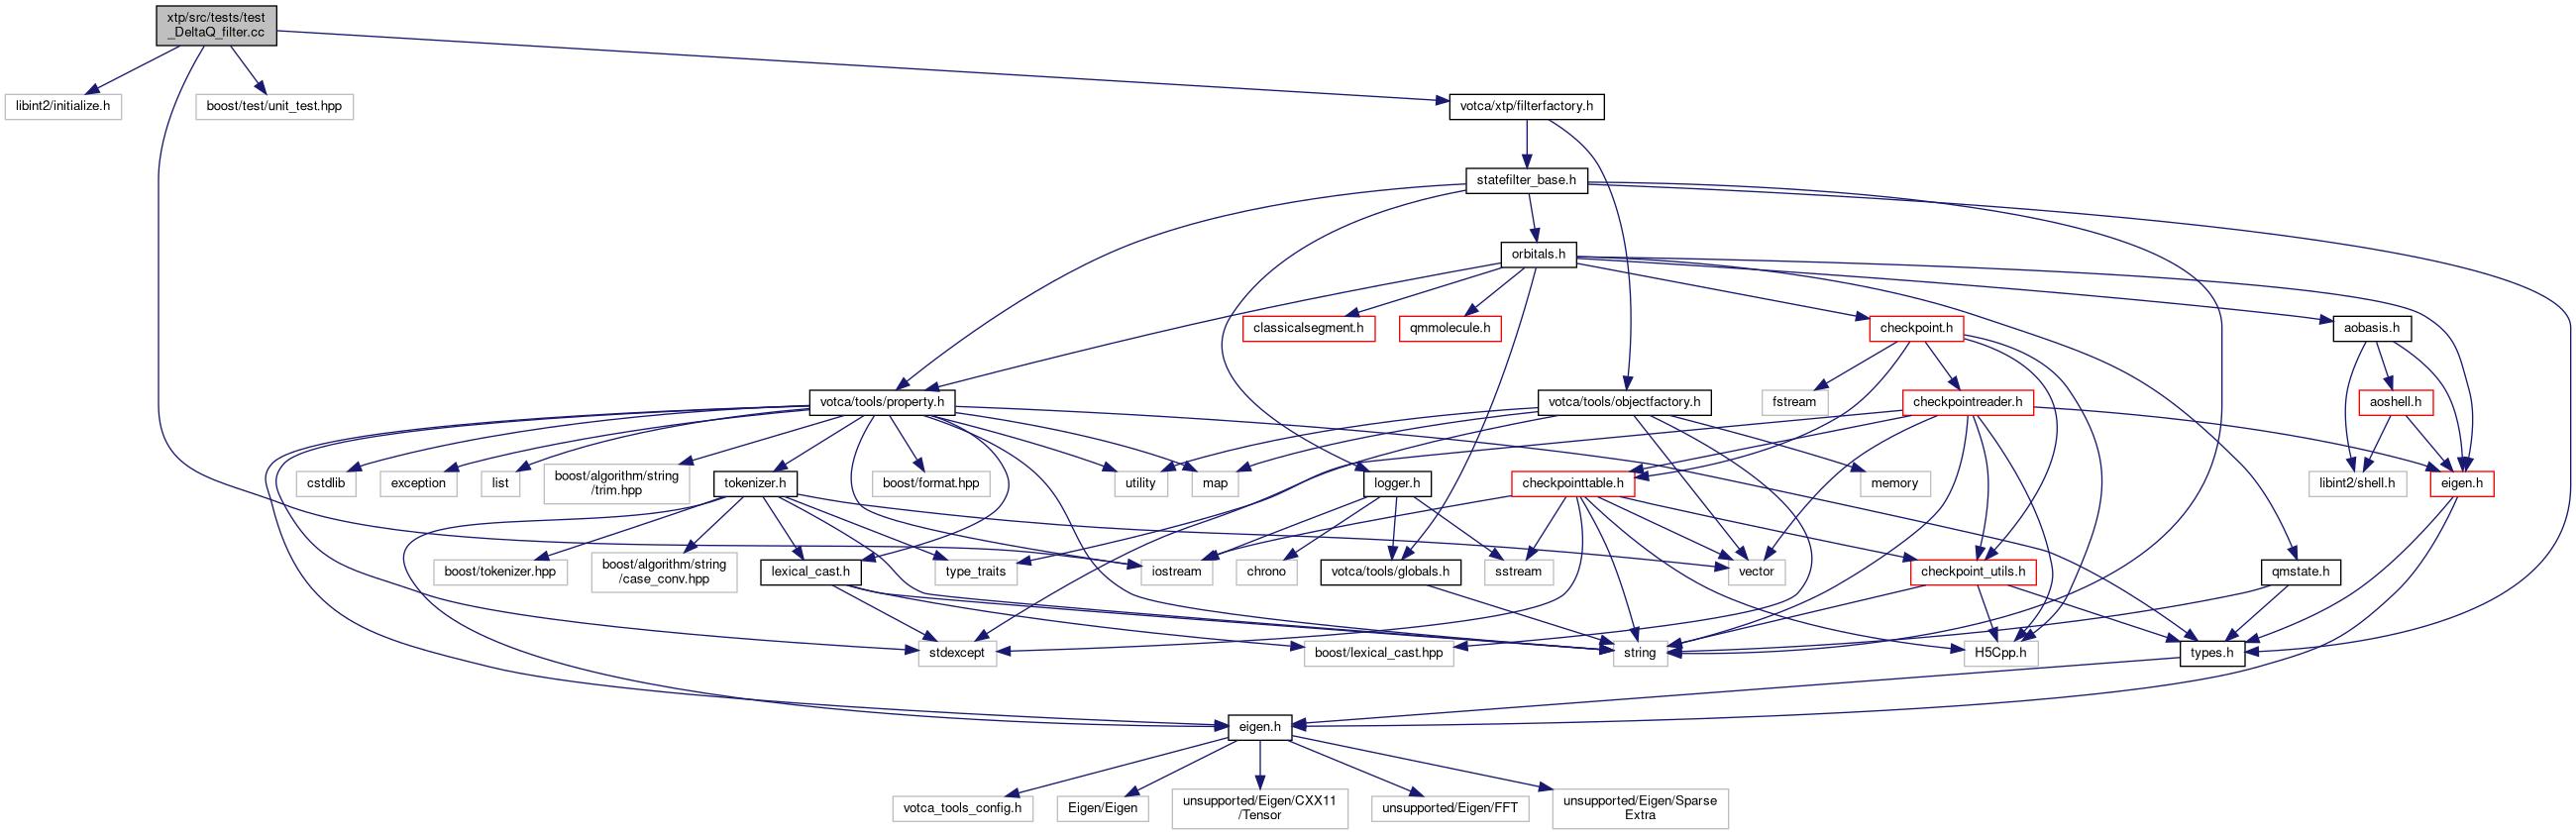 xtp/src/tests/test
_DeltaQ_filter.cc
libint2/initialize.h
boost/test/unit_test.hpp
votca/xtp/filterfactory.h
statefilter_base.h
orbitals.h
classicalsegment.h
qmmolecule.h
checkpoint.h
aobasis.h
votca/tools/property.h
votca/tools/objectfactory.h
fstream
checkpointreader.h
aoshell.h
cstdlib
exception
list
boost/algorithm/string
/trim.hpp
tokenizer.h
boost/format.hpp
utility
map
logger.h
checkpointtable.h
memory
libint2/shell.h
eigen.h
boost/tokenizer.hpp
boost/algorithm/string
/case_conv.hpp
lexical_cast.h
type_traits
iostream
chrono
votca/tools/globals.h
sstream
vector
checkpoint_utils.h
qmstate.h
stdexcept
boost/lexical_cast.hpp
string
H5Cpp.h
types.h
eigen.h
votca_tools_config.h
Eigen/Eigen
unsupported/Eigen/CXX11
/Tensor
unsupported/Eigen/FFT
unsupported/Eigen/Sparse
Extra